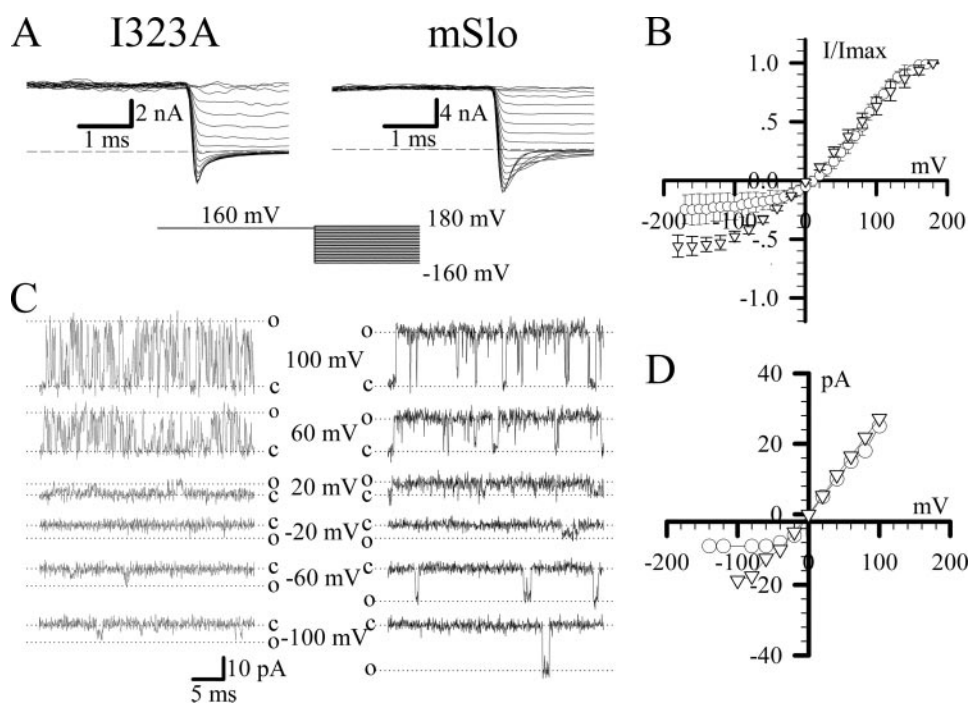 A I323A mSlo
2 nA
1 ms
4 nA
1 ms
160 mV
180 mV
-160 mV
B I/Imax
1.0
.5
mV
0.0
-200 -100 0 100 200
-.5
-1.0
C
o o
100 mV
c c
o o
60 mV
c c
o o
20 mV
c c
c c
-20 mV
o o
c c
-60 mV
o o
c c
-100 mV
o
o
10 pA
5 ms
D pA
40
20
0
mV
-200 -100 0 100 200
-20
-40